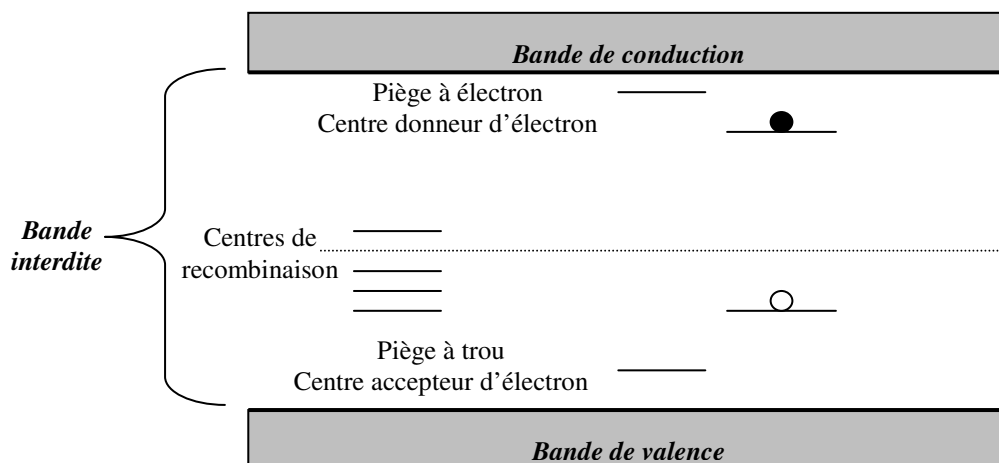 Bande de conduction
Piège à électron
Centre donneur d’électron
Bande
interdite
Centres de
recombinaison
Piège à trou
Centre accepteur d’électron
Bande de valence